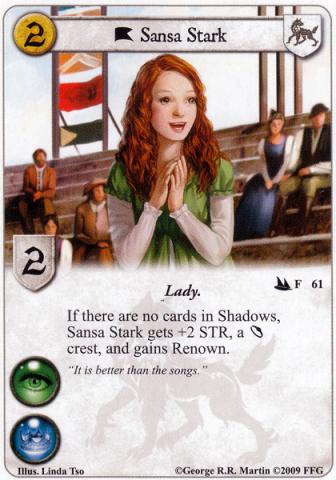 2
Sansa Stark
2
Lady.
F 61
If there are no cards in Shadows,
Sansa Stark gets +2 STR, a
crest, and gains Renown.
"It is better than the songs."
Illus. Linda Tso
©George R.R. Martin ©2009 FFG